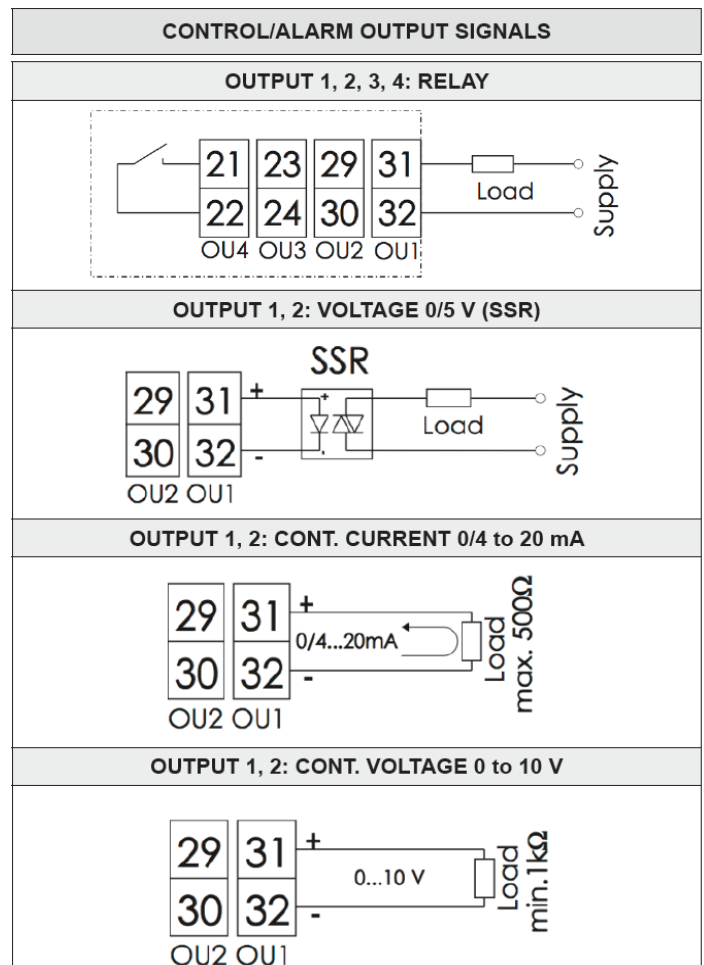 CONTROL/ALARM OUTPUT SIGNALS
OUTPUT 1, 2, 3, 4: RELAY
21 23 29 31
22 24 30 32
OU4 OU3 OU2 OU1
Load
Supply
OUTPUT 1, 2: VOLTAGE 0/5 V (SSR)
SSR
29 31 +
30 32 -
OU2 OU1
+
-
Load
Supply
OUTPUT 1, 2: CONT. CURRENT 0/4 to 20 mA
29 31 +
0/4...20mA
30 32 -
OU2 OU1
Load
max. 500Ω
OUTPUT 1, 2: CONT. VOLTAGE 0 to 10 V
29 31 +
0...10 V
30 32 -
OU2 OU1
Load
min.1kΩ